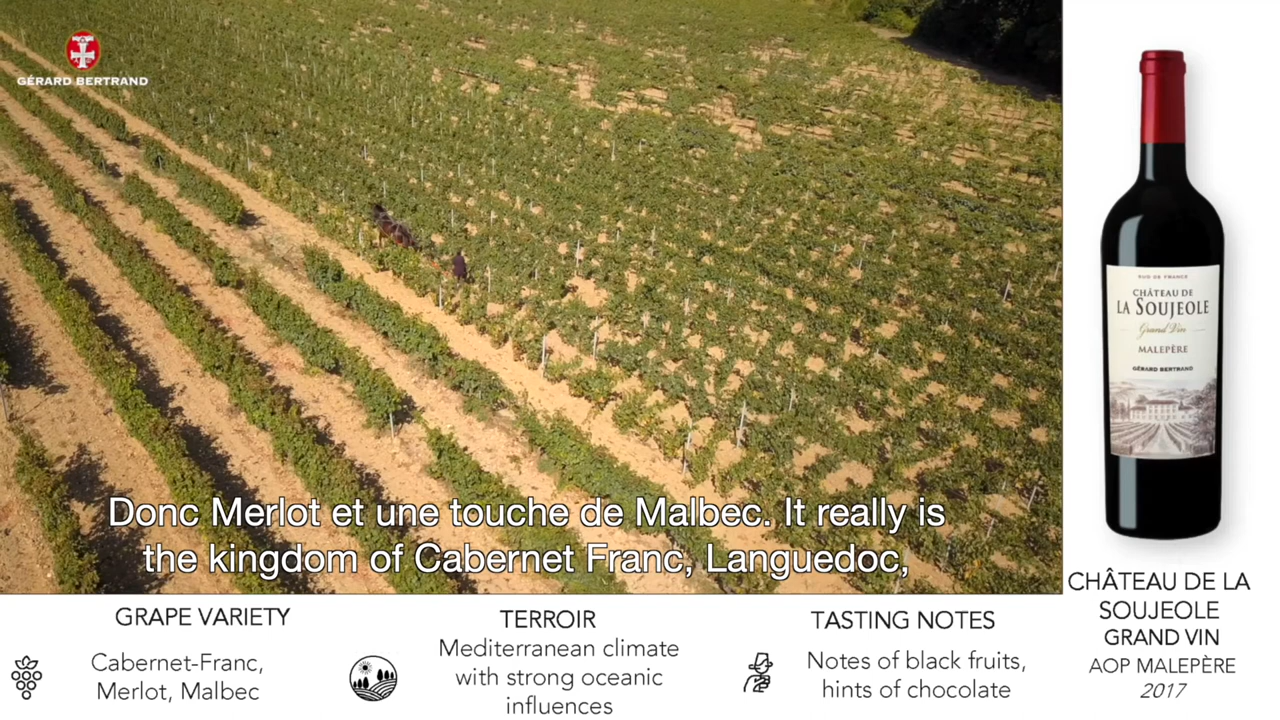 GÉRARD BERTRAND
SUD DE FRANCE
CHÂTEAU DE
LA SOUJEOLE
Grand Vin
MALEPÈRE
GÉRARD BERTRAND
Donc Merlot et une touche de Malbec. It really is
the kingdom of Cabernet Franc, Languedoc,
GRAPE VARIETY
Cabernet-Franc,
Merlot, Malbec
TERROIR
Mediterranean climate
with strong oceanic
influences
TASTING NOTES
Notes of black fruits,
hints of chocolate
CHÂTEAU DE LA
SOUJEOLE
GRAND VIN
AOP MALEPÈRE
2017